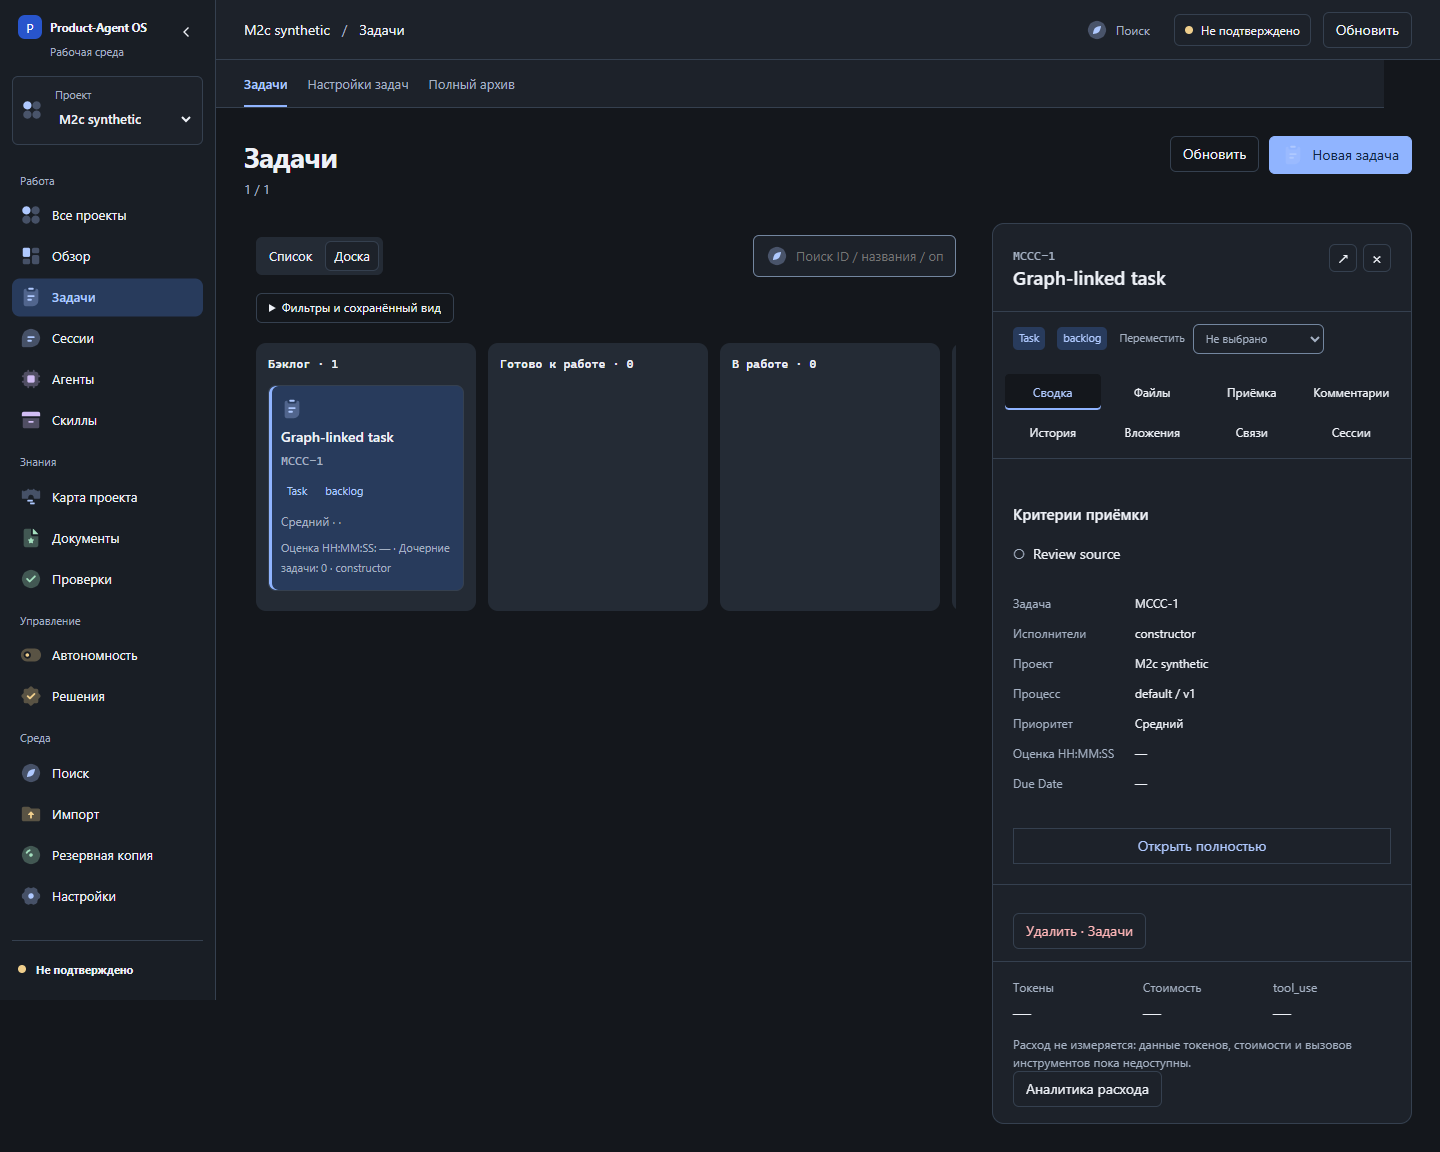 P Product-Agent OS
Рабочая среда
Проект
M2c synthetic
Работа
Все проекты
Обзор
Задачи
Сессии
Агенты
Скиллы
Знания
Карта проекта
Документы
Проверки
Управление
Автономность
Решения
Среда
Поиск
Импорт
Резервная копия
Настройки
Не подтверждено
M2c synthetic / Задачи
Поиск
Не подтверждено
Обновить
Задачи Настройки задач Полный архив
Задачи
1 / 1
Обновить
Новая задача
Список Доска
Поиск ID / названия / оп
Фильтры и сохранённый вид
Бэклог · 1
Graph-linked task
MCCC-1
Task backlog
Средний · ·
Оценка HH:MM:SS: — · Дочерние
задачи: 0 · constructor
Готово к работе · 0
В работе · 0
MCCC-1
Graph-linked task
Task backlog Переместить Не выбрано
Сводка Файлы Приёмка Комментарии
История Вложения Связи Сессии
Критерии приёмки
Review source
Задача MCCC-1
Исполнители constructor
Проект M2c synthetic
Процесс default / v1
Приоритет Средний
Оценка HH:MM:SS —
Due Date —
Открыть полностью
Удалить · Задачи
Токены Стоимость tool_use
— — —
Расход не измеряется: данные токенов, стоимости и вызовов
инструментов пока недоступны.
Аналитика расхода